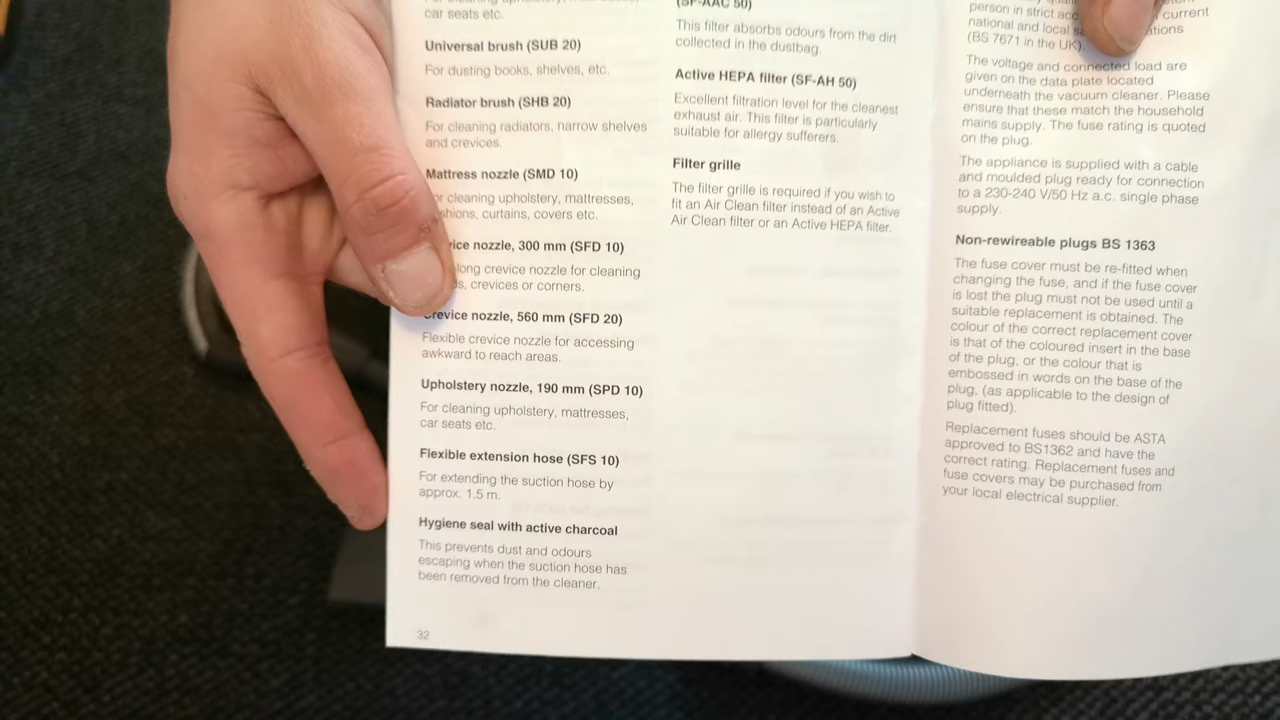 car seats etc.
Universal brush (SUB 20)
For dusting books, shelves, etc.
Radiator brush (SHB 20)
For cleaning radiators, narrow shelves
and crevices.
Mattress nozzle (SMD 10)
cleaning upholstery, mattresses,
curtains, covers etc.
nozzle, 300 mm (SFD 10)
long crevice nozzle for cleaning
crevices or corners.
Crevice nozzle, 560 mm (SFD 20)
Flexible crevice nozzle for accessing
awkward to reach areas.
Upholstery nozzle, 190 mm (SPD 10)
For cleaning upholstery, mattresses,
car seats etc.
Flexible extension hose (SFS 10)
For extending the suction hose by
approx. 1.5 m.
Hygiene seal with active charcoal
This prevents dust and odours
escaping when the suction hose has
been removed from the cleaner.
32
(SF-AAC 50)
This filter absorbs odours from the dirt
collected in the dustbag.
Active HEPA filter (SF-AH 50)
Excellent filtration level for the cleanest
exhaust air. This filter is particularly
suitable for allergy sufferers.
Filter grille
The filter grille is required if you wish to
fit an Air Clean filter instead of an Active
Air Clean filter or an Active HEPA filter.
person in strict current
national and local
(BS 7671 in the UK).
The voltage and connected load are
given on the data plate located
underneath the vacuum cleaner. Please
ensure that these match the household
mains supply. The fuse rating is quoted
on the plug.
The appliance is supplied with a cable
and moulded plug ready for connection
to a 230-240 V/50 Hz a.c. single phase
supply.
Non-rewireable plugs BS 1363
The fuse cover must be re-fitted when
changing the fuse, and if the fuse cover
is lost the plug must not be used until a
suitable replacement is obtained. The
colour of the correct replacement cover
is that of the coloured insert in the base
of the plug, or the colour that is
embossed in words on the base of the
plug, (as applicable to the design of
plug fitted).
Replacement fuses should be ASTA
approved to BS1362 and have the
correct rating. Replacement fuses and
fuse covers may be purchased from
your local electrical supplier.